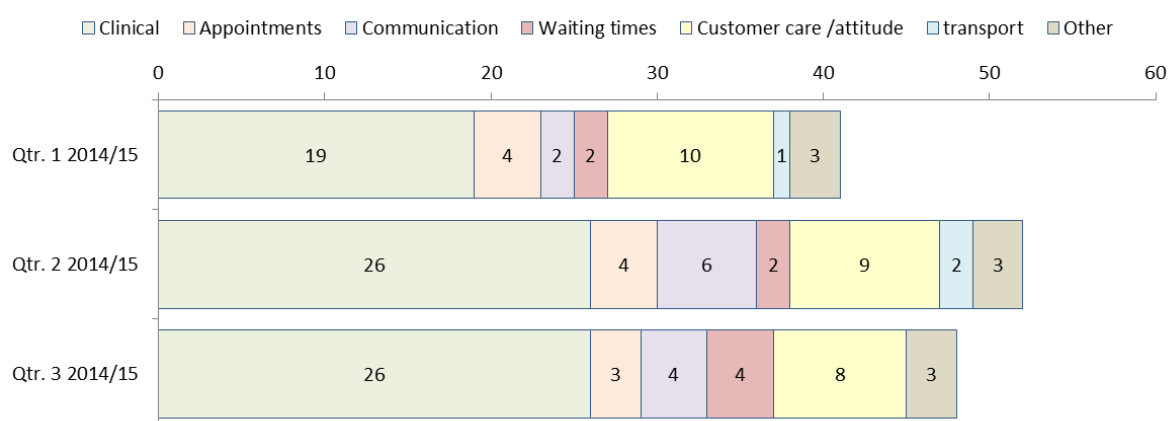 Clinical Appointments Communication Waiting times Customer care /attitude transport Other
0 10 20 30 40 50 60
Qtr. 1 2014/15 19 4 2 2 10 1 3
Qtr. 2 2014/15 26 4 6 2 9 2 3
Qtr. 3 2014/15 26 3 4 4 8 3